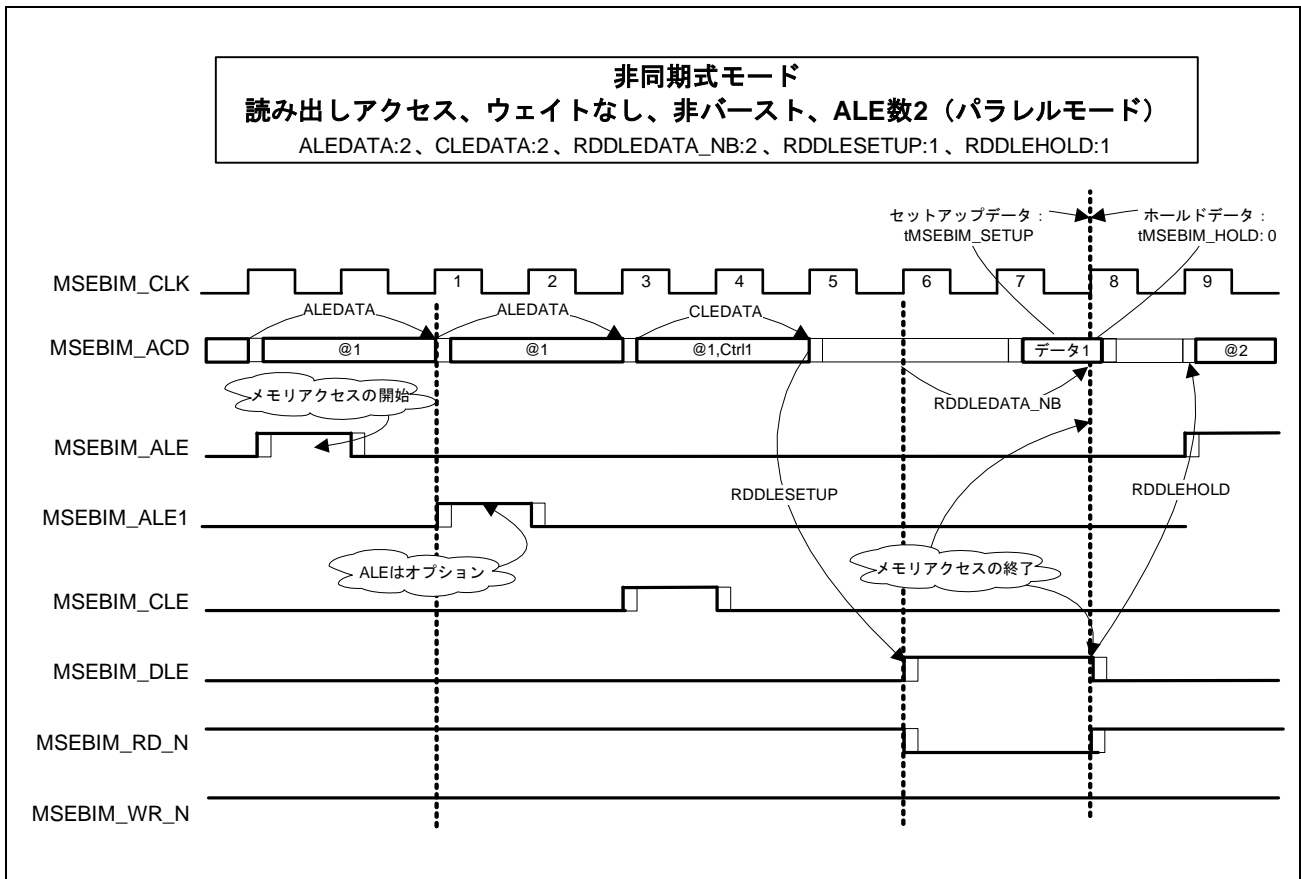 非同期式モード
読み出しアクセス、ウェイトなし、非バースト、ALE数2（パラレルモード）
ALEDATA:2 、CLEDATA:2 、RDDLEDATA_NB:2 、RDDLESETUP:1 、RDDLEHOLD:1
セットアップデータ：
tMSEBIM_SETUP
ホールドデータ：
tMSEBIM_HOLD: 0
MSEBIM_CLK
1 2 3 4 5 6 7 8 9
ALEDATA ALEDATA CLEDATA
MSEBIM_ACD
@1 @1 @1,Ctrl1 データ1 @2
RDDLEDATA_NB
メモリアクセスの開始
MSEBIM_ALE
RDDLESETUP
RDDLEHOLD
MSEBIM_ALE1
ALEはオプション
メモリアクセスの終了
MSEBIM_CLE
MSEBIM_DLE
MSEBIM_RD_N
MSEBIM_WR_N